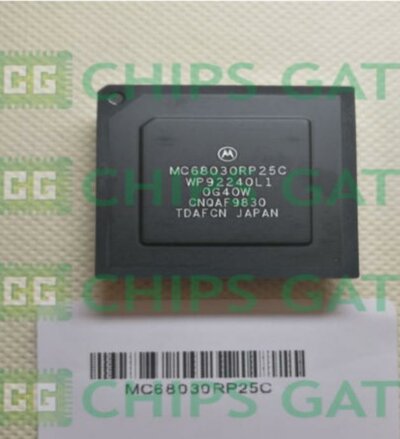 CG CHIPS GAT
CG CHIPS GAT
MC68030RP25C
WP92240L1
0G40W
CNQAF9830
TDAFCN JAPAN
CG CHIPS GAT
MC68030RP25C
CG CHIPS GAT